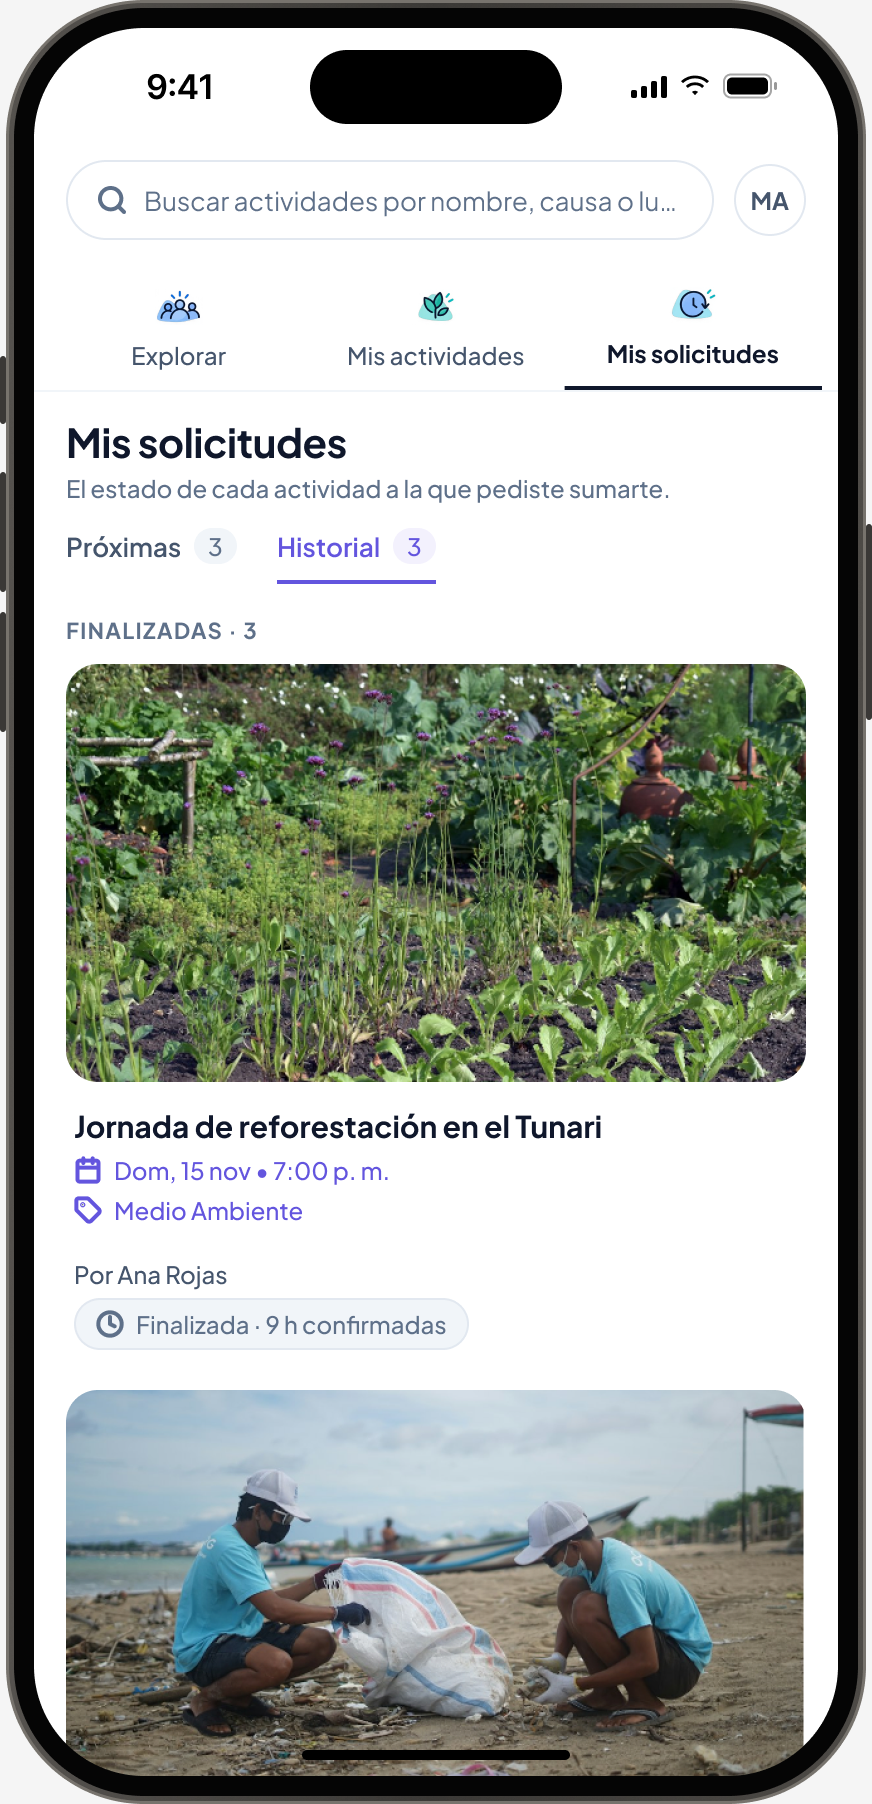 9:41
Buscar actividades por nombre, causa o lu...
MA
Explorar
Mis actividades
Mis solicitudes
Mis solicitudes
El estado de cada actividad a la que pediste sumarte.
Próximas 3
Historial 3
FINALIZADAS · 3
Jornada de reforestación en el Tunari
Dom, 15 nov • 7:00 p. m.
Medio Ambiente
Por Ana Rojas
Finalizada · 9 h confirmadas